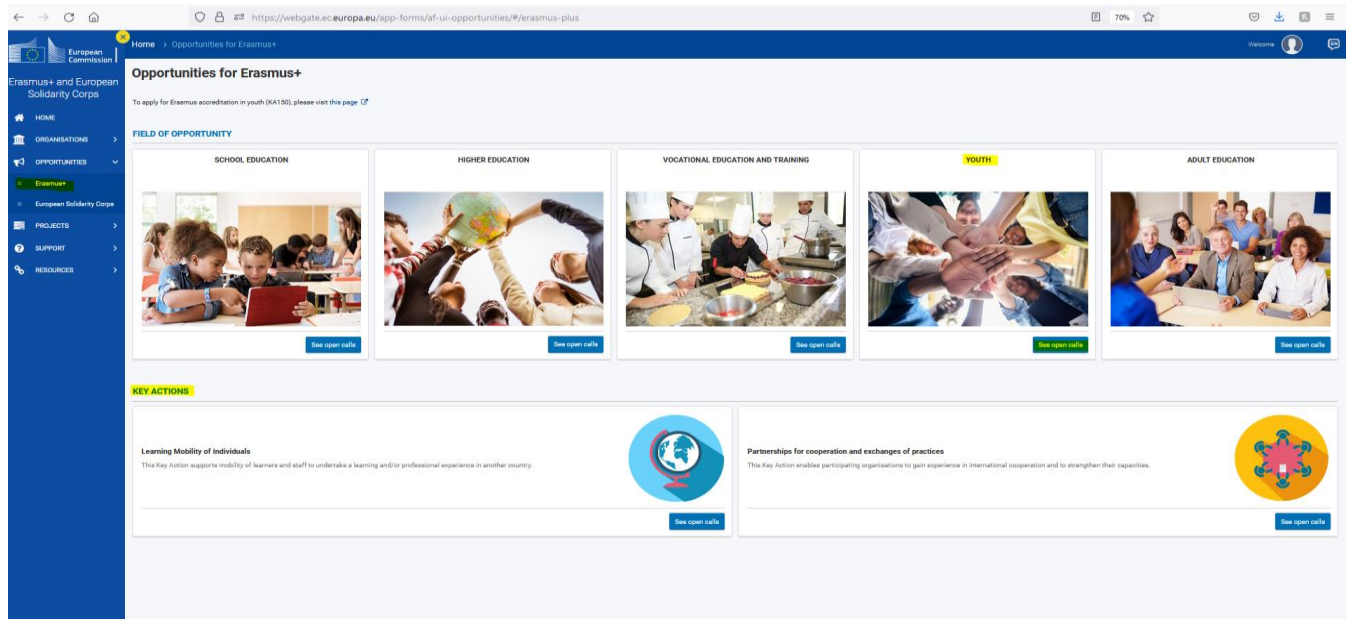 https://webgate.ec.europa.eu/app-forms/af-ui-opportunities/#/erasmus-plus
70%
European
Commission
Home > Opportunities for Erasmus+
Welcome
EN
Erasmus+ and European
Solidarity Corps
HOME
ORGANISATIONS
OPPORTUNITIES
Erasmus+
European Solidarity Corps
PROJECTS
SUPPORT
RESOURCES
Opportunities for Erasmus+
To apply for Erasmus accreditation in youth (KA150), please visit this page
FIELD OF OPPORTUNITY
SCHOOL EDUCATION
HIGHER EDUCATION
VOCATIONAL EDUCATION AND TRAINING
YOUTH
ADULT EDUCATION
See open calls
See open calls
See open calls
See open calls
See open calls
KEY ACTIONS
Learning Mobility of Individuals
This Key Action supports mobility of learners and staff to undertake a learning and/or professional experience in another country.
See open calls
Partnerships for cooperation and exchanges of practices
This Key Action enables participating organisations to gain experience in international cooperation and to strengthen their capacities.
See open calls